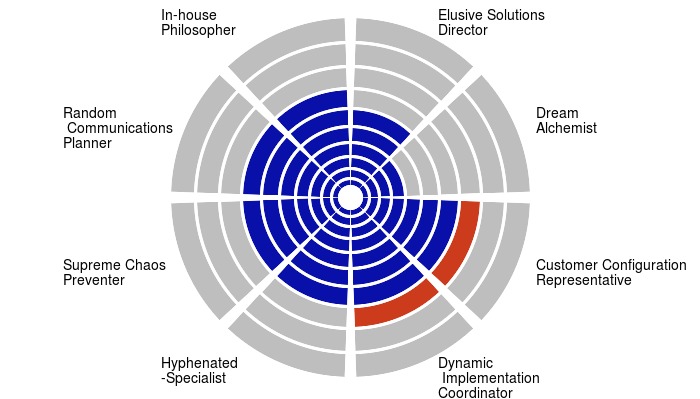 In-house
Philosopher
Elusive Solutions
Director
Random
Communications
Planner
Dream
Alchemist
Supreme Chaos
Preventer
Customer Configuration
Representative
Hyphenated
-Specialist
Dynamic
Implementation
Coordinator